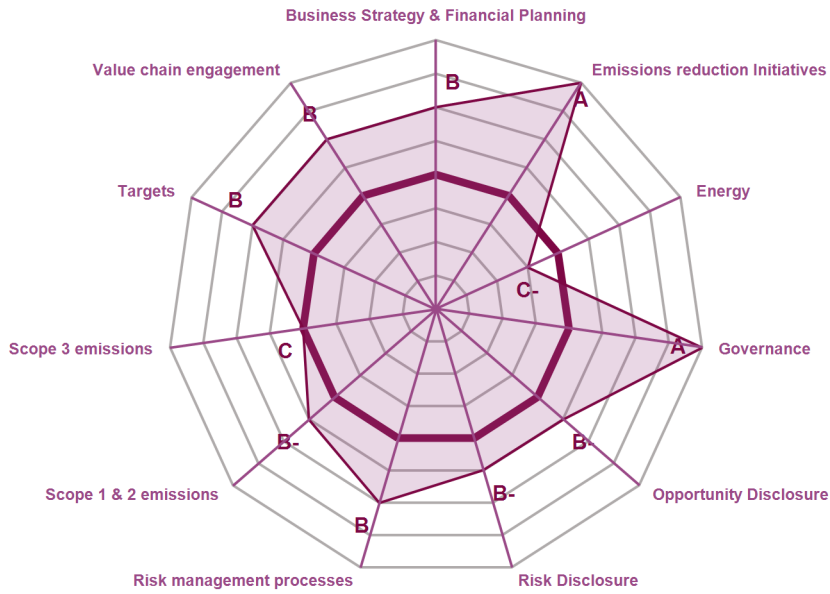 Business Strategy & Financial Planning
Value chain engagement
Emissions reduction Initiatives
B
A
B
Targets
B
Energy
C-
Scope 3 emissions
C
A
Governance
B-
B-
Scope 1 & 2 emissions
B-
Opportunity Disclosure
B
Risk management processes
Risk Disclosure